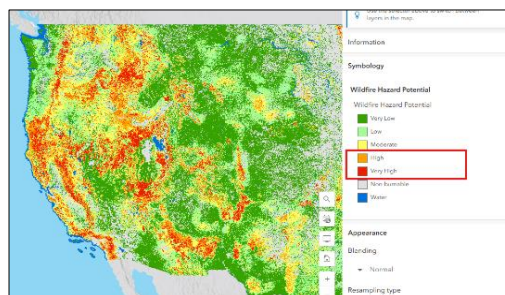 layers in the map.
Information
Symbology
Wildfire Hazard Potential
Wildfire Hazard Potential
Very Low
Low
Moderate
High
Very High
Non-burnable
Water
Appearance
Blending
Normal
Resampling type